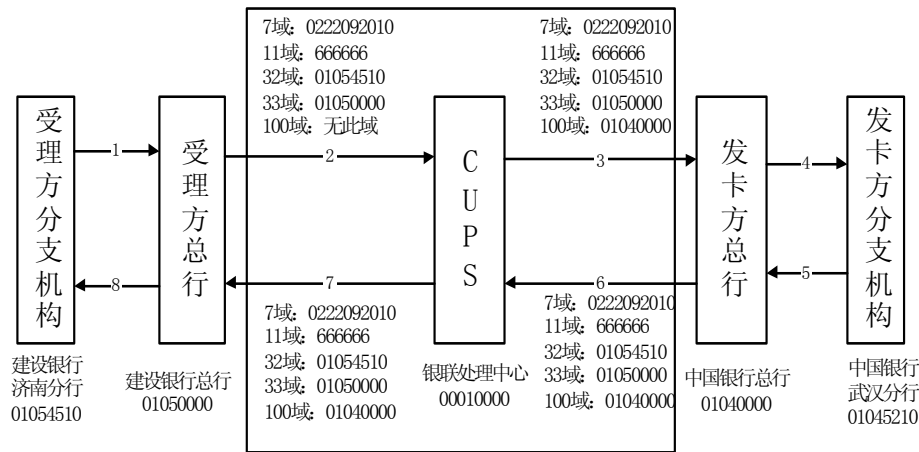 7域：0222092010
11域：666666
32域：01054510
33域：01050000
100域：无此域
7域：0222092010
11域：666666
32域：01054510
33域：01050000
100域：01040000
受理方分支机构
1
受理方总行
2
CUPS
3
发卡方总行
4
发卡方分支机构
8
7
6
5
7域：0222092010
11域：666666
32域：01054510
33域：01050000
100域：01040000
7域：0222092010
11域：666666
32域：01054510
33域：01050000
100域：01040000
建设银行
济南分行
01054510
建设银行总行
01050000
银联处理中心
00010000
中国银行总行
01040000
中国银行
武汉分行
01045210